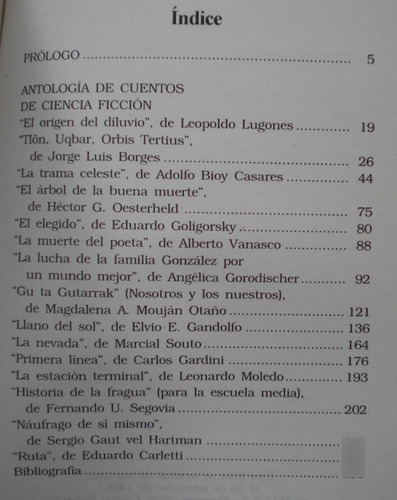 Índice
PRÓLOGO ................................................ 5
ANTOLOGÍA DE CUENTOS
DE CIENCIA FICCIÓN
"El origen del diluvio", de Leopoldo Lugones ........ 19
"Tlön, Uqbar, Orbis Tertius",
de Jorge Luis Borges ................................ 26
"La trama celeste", de Adolfo Bioy Casares ........ 44
"El árbol de la buena muerte",
de Héctor G. Oesterheld ............................ 75
"El elegido", de Eduardo Goligorsky ................ 80
"La muerte del poeta", de Alberto Vanasco ........ 88
"La lucha de la familia González por
un mundo mejor", de Angélica Gorodischer ........ 92
"Gu ta Gutarrak" (Nosotros y los nuestros),
de Magdalena A. Mouján Otaño .................... 121
"Llano del sol", de Elvio E. Gandolfo ................ 136
"La nevada", de Marcial Souto ........................ 164
"Primera linea", de Carlos Gardini .................... 176
"La estación terminal", de Leonardo Moledo ........ 193
"Historia de la fragua" (para la escuela media),
de Fernando U. Segovia ............................ 202
"Náufrago de sí mismo",
de Sergio Gaut vel Hartman ........................
"Ruta", de Eduardo Carletti ............................
Bibliografía ................................................